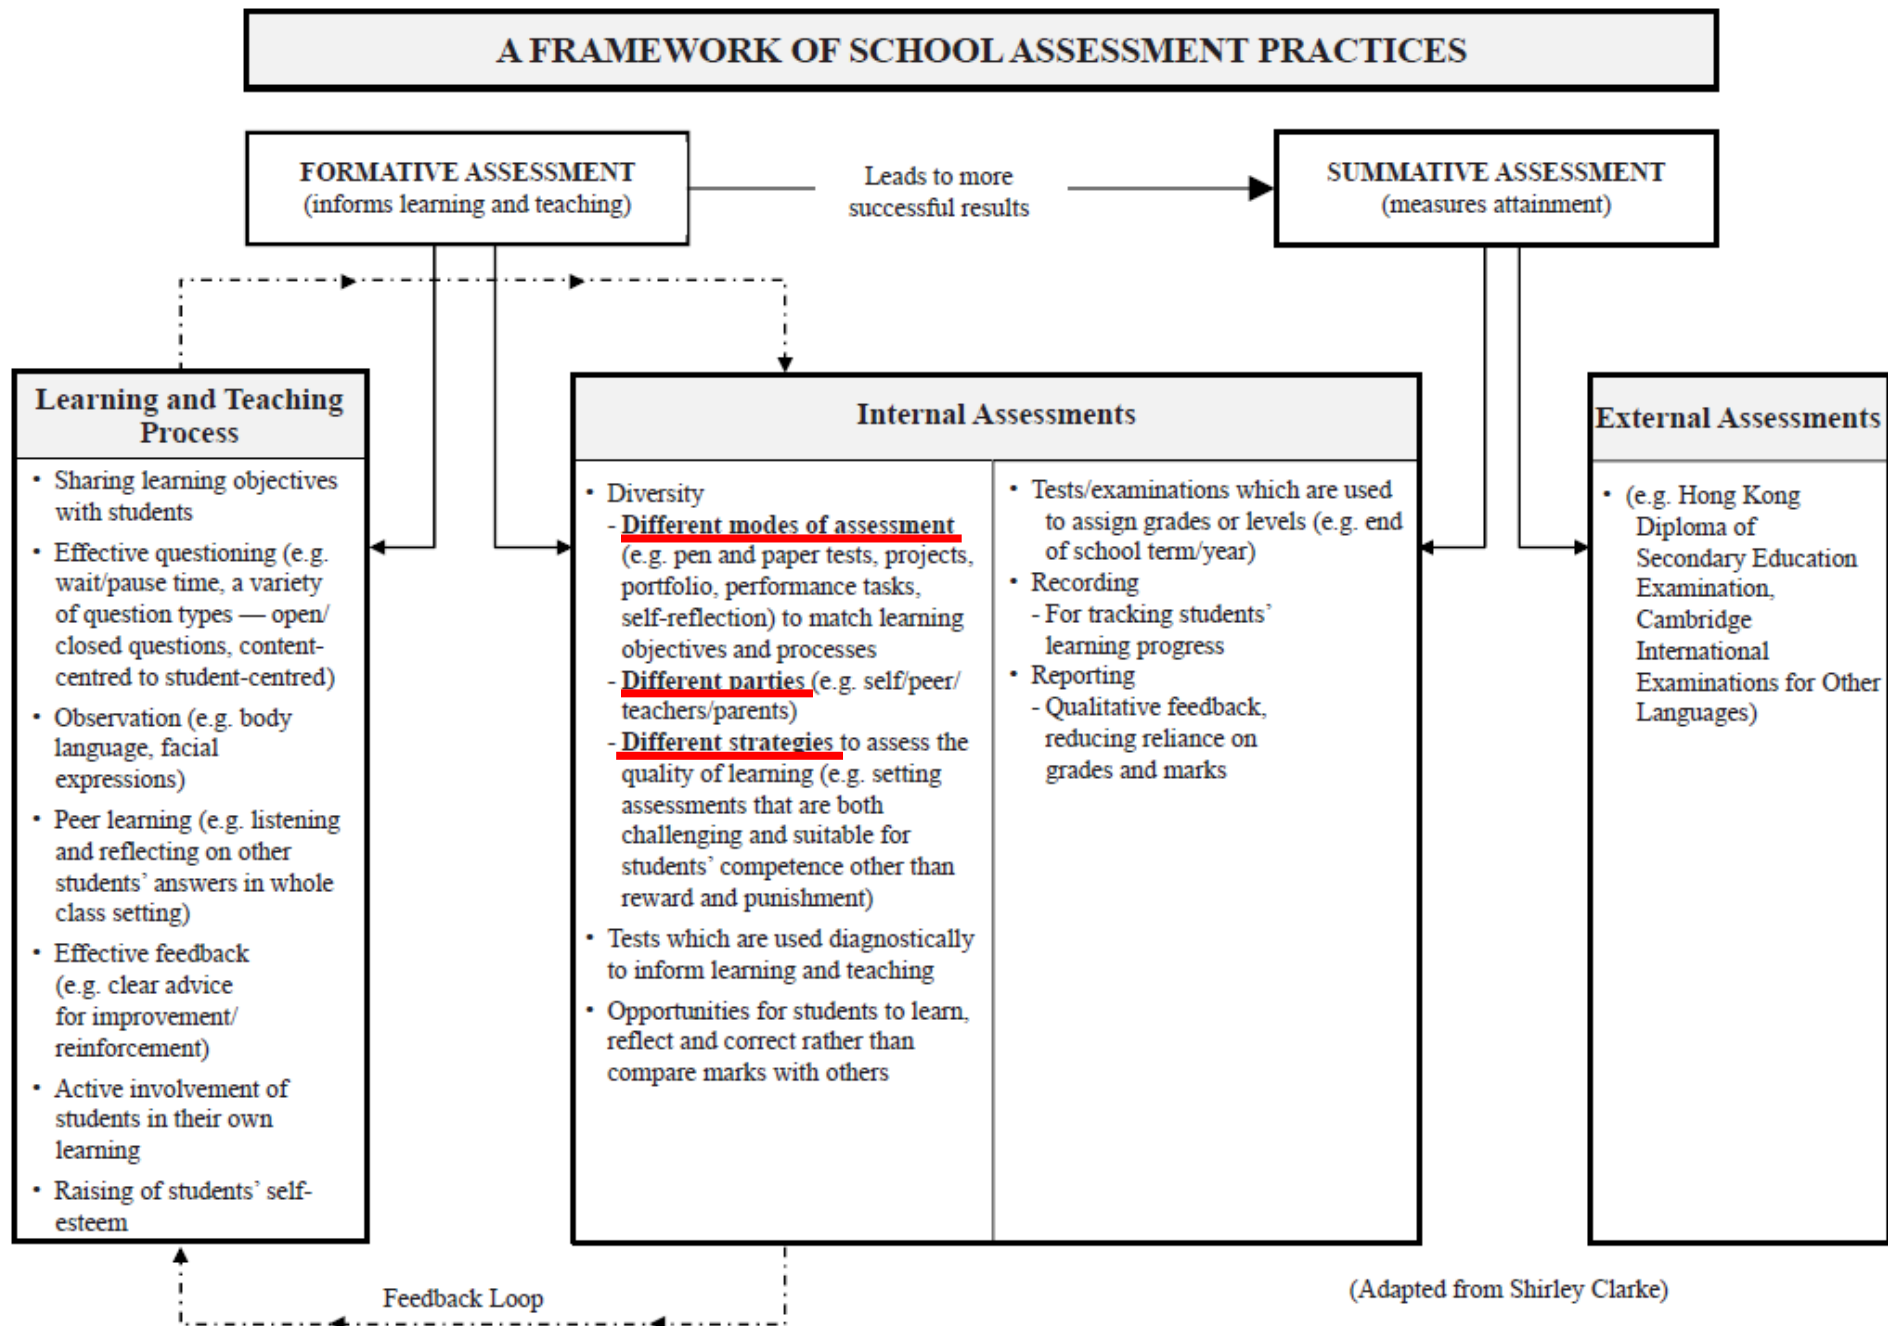 A FRAMEWORK OF SCHOOL ASSESSMENT PRACTICES
FORMATIVE ASSESSMENT
(informs learning and teaching)
Leads to more
successful results
SUMMATIVE ASSESSMENT
(measures attainment)
Learning and Teaching
Process
• Sharing learning objectives
with students
• Effective questioning (e.g.
wait/pause time, a variety
of question types — open/
closed questions, content-
centred to student-centred)
• Observation (e.g. body
language, facial
expressions)
• Peer learning (e.g. listening
and reflecting on other
students’ answers in whole
class setting)
• Effective feedback
(e.g. clear advice
for improvement/
reinforcement)
• Active involvement of
students in their own
learning
• Raising of students’ self-
esteem
Internal Assessments
• Diversity
- Different modes of assessment
(e.g. pen and paper tests, projects,
portfolio, performance tasks,
self-reflection) to match learning
objectives and processes
- Different parties (e.g. self/peer/
teachers/parents)
- Different strategies to assess the
quality of learning (e.g. setting
assessments that are both
challenging and suitable for
students’ competence other than
reward and punishment)
• Tests which are used diagnostically
to inform learning and teaching
• Opportunities for students to learn,
reflect and correct rather than
compare marks with others
• Tests/examinations which are used
to assign grades or levels (e.g. end
of school term/year)
• Recording
- For tracking students’
learning progress
• Reporting
- Qualitative feedback,
reducing reliance on
grades and marks
External Assessments
• (e.g. Hong Kong
Diploma of
Secondary Education
Examination,
Cambridge
International
Examinations for Other
Languages)
Feedback Loop
(Adapted from Shirley Clarke)